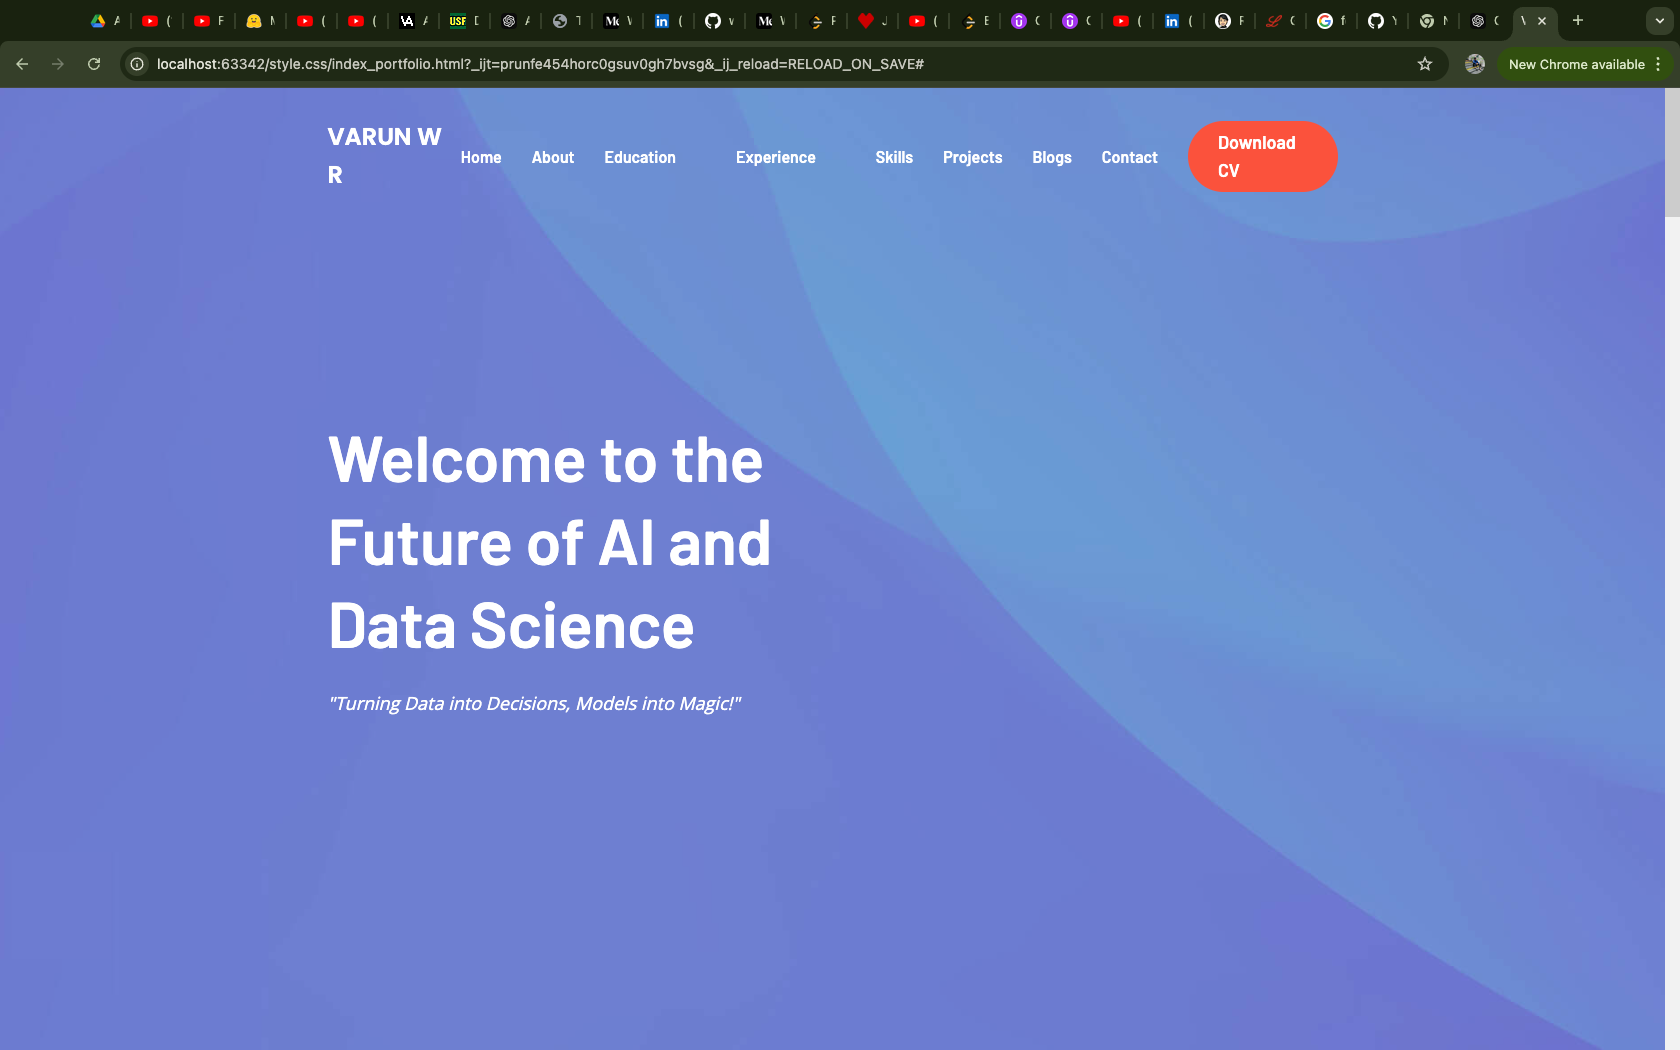 localhost:63342/style.css/index_portfolio.html?_ijt=prunfe454horc0gsuv0gh7bvsg&_ij_reload=RELOAD_ON_SAVE#
New Chrome available
VARUN W
R
Home About Education Experience Skills Projects Blogs Contact
Download
CV
Welcome to the
Future of AI and
Data Science
"Turning Data into Decisions, Models into Magic!"